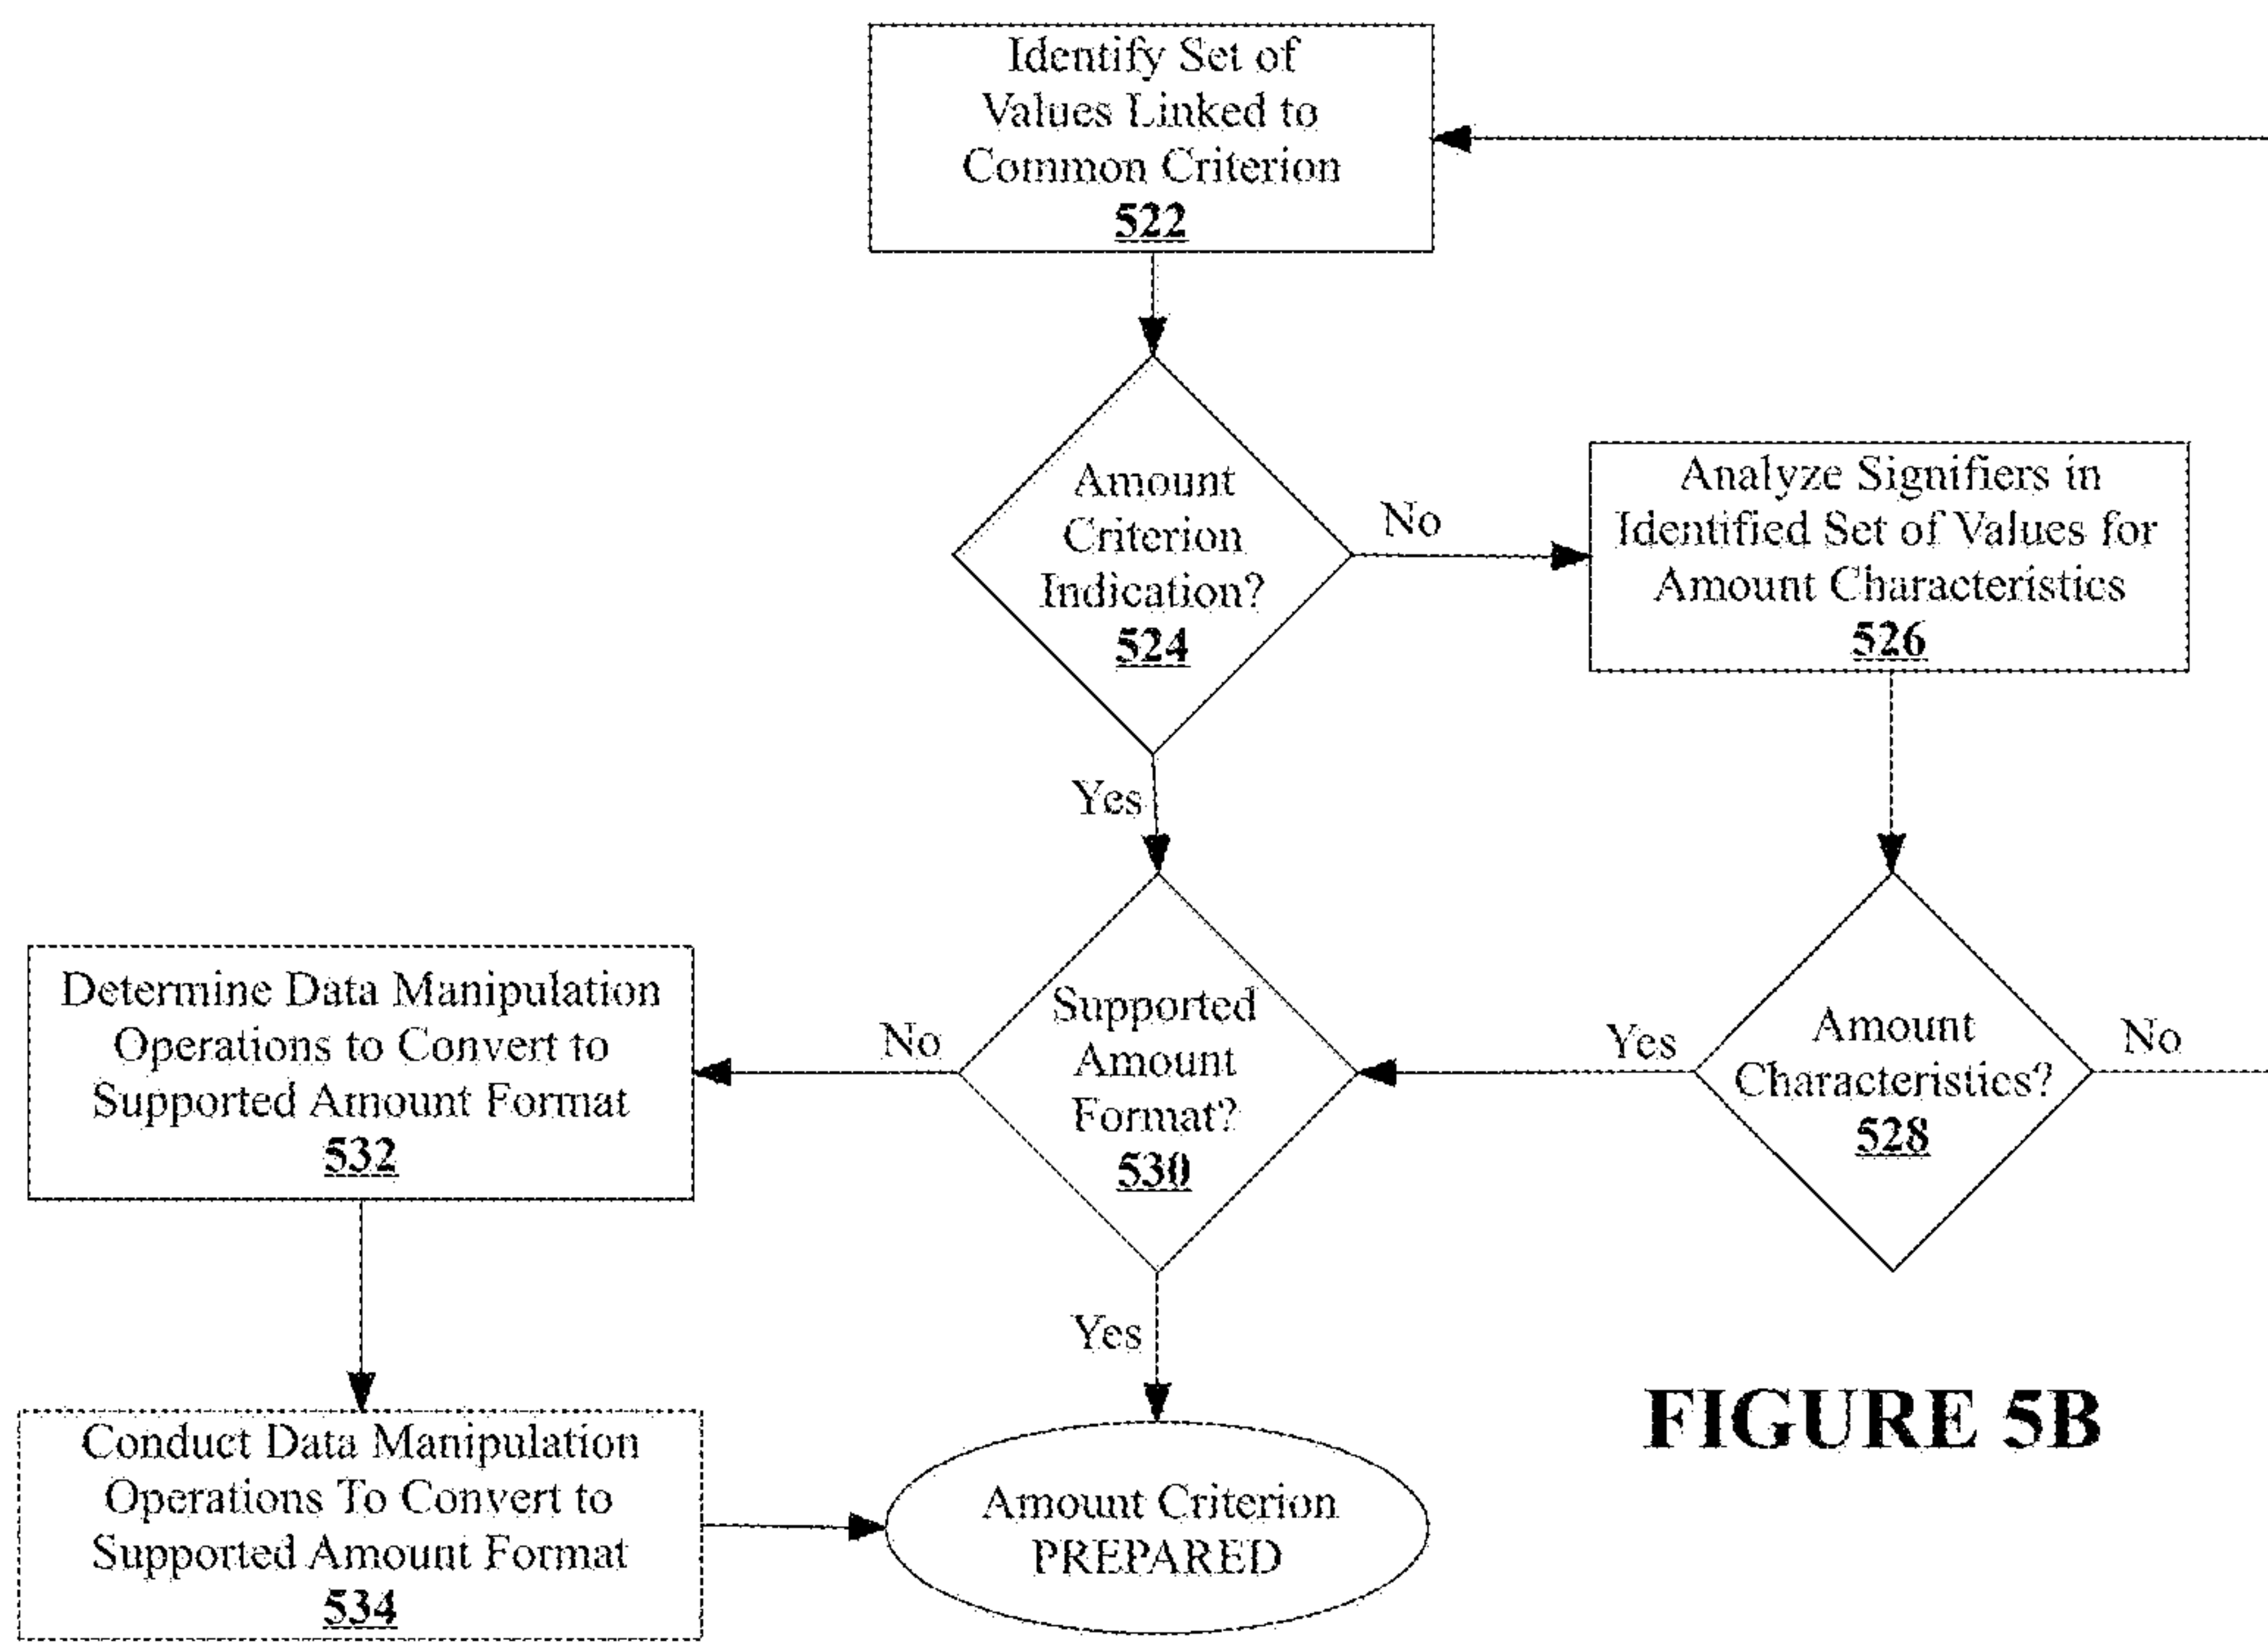 Identify Set of
Values Linked to
Common Criterion
522
Amount
Criterion
Indication?
524
No
Analyze Signifiers in
Identified Set of Values for
Amount Characteristics
526
Yes
Determine Data Manipulation
Operations to Convert to
Supported Amount Format
532
No
Supported
Amount
Format?
530
Yes
Amount
Characteristics?
528
No
Yes
Conduct Data Manipulation
Operations To Convert to
Supported Amount Format
534
Amount Criterion
PREPARED
FIGURE 5B